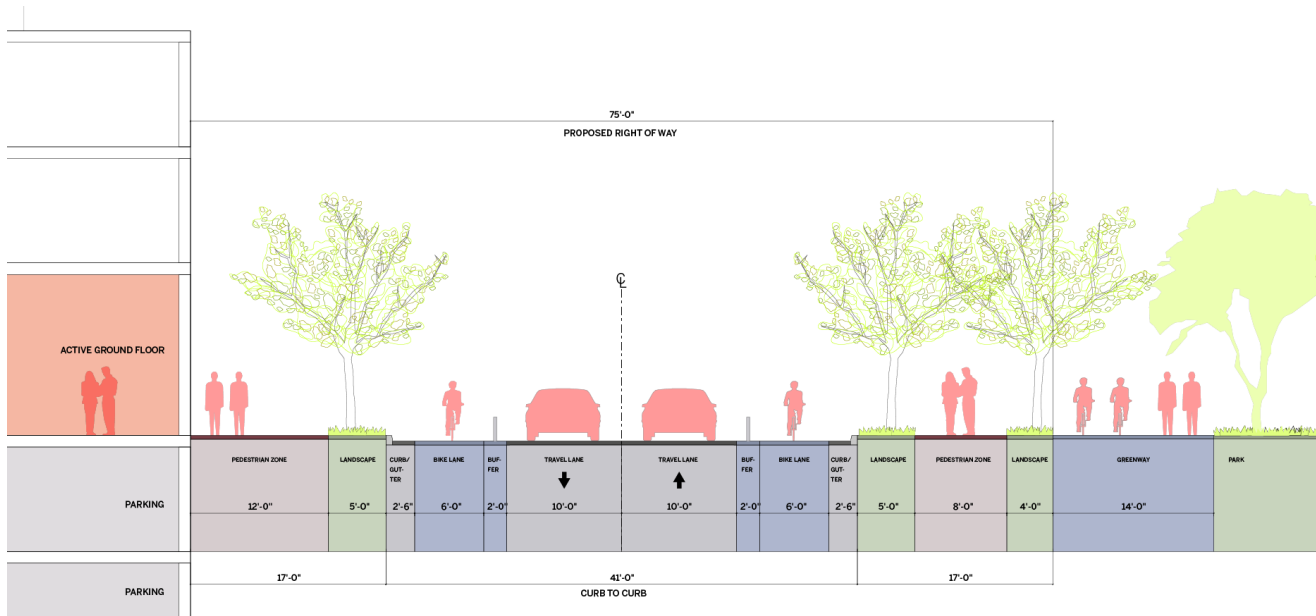 75'-0"
PROPOSED RIGHT OF WAY
℄
ACTIVE GROUND FLOOR
PEDESTRIAN ZONE
LANDSCAPE
CURB/
GUT-
TER
BIKE LANE
BUF-
FER
TRAVEL LANE
TRAVEL LANE
BUF-
FER
BIKE LANE
CURB/
GUT-
TER
LANDSCAPE
PEDESTRIAN ZONE
LANDSCAPE
GREENWAY
PARK
PARKING
12'-0"
5'-0"
2'-6"
6'-0"
2'-0"
10'-0"
10'-0"
2'-0"
6'-0"
2'-6"
5'-0"
8'-0"
4'-0"
14'-0"
17'-0"
41'-0"
17'-0"
PARKING
CURB TO CURB